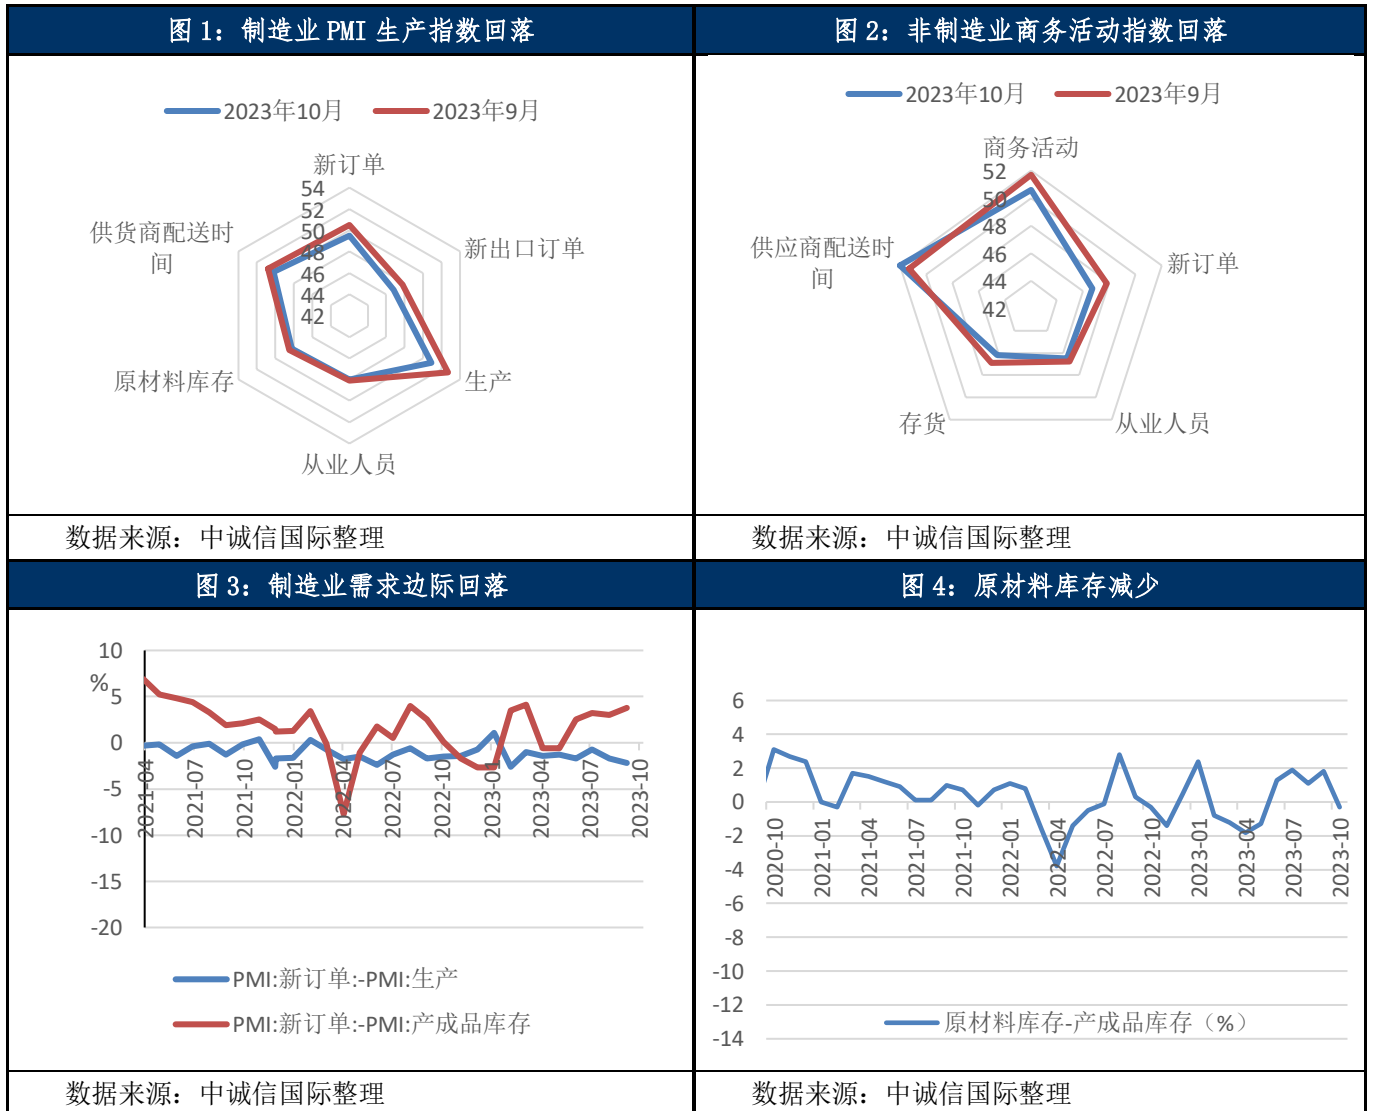 图 1：制造业 PMI 生产指数回落
2023年10月
2023年9月
新订单
54
52
50
48
46
44
42
新出口订单
生产
从业人员
原材料库存
供货商配送时
间
数据来源：中诚信国际整理
图 2：非制造业商务活动指数回落
2023年10月
2023年9月
商务活动
52
50
48
46
44
42
新订单
从业人员
存货
供应商配送时
间
数据来源：中诚信国际整理
图 3：制造业需求边际回落
10
%
5
0
-5
-10
-15
-20
2021-04
2021-07
2021-10
2022-01
2022-04
2022-07
2022-10
2023-01
2023-04
2023-07
2023-10
PMI:新订单:-PMI:生产
PMI:新订单:-PMI:产成品库存
数据来源：中诚信国际整理
图 4：原材料库存减少
6
4
2
0
-2
-4
-6
-8
-10
-12
-14
2020-10
2021-01
2021-04
2021-07
2021-10
2022-01
2022-04
2022-07
2022-10
2023-01
2023-04
2023-07
2023-10
原材料库存-产成品库存（%）
数据来源：中诚信国际整理